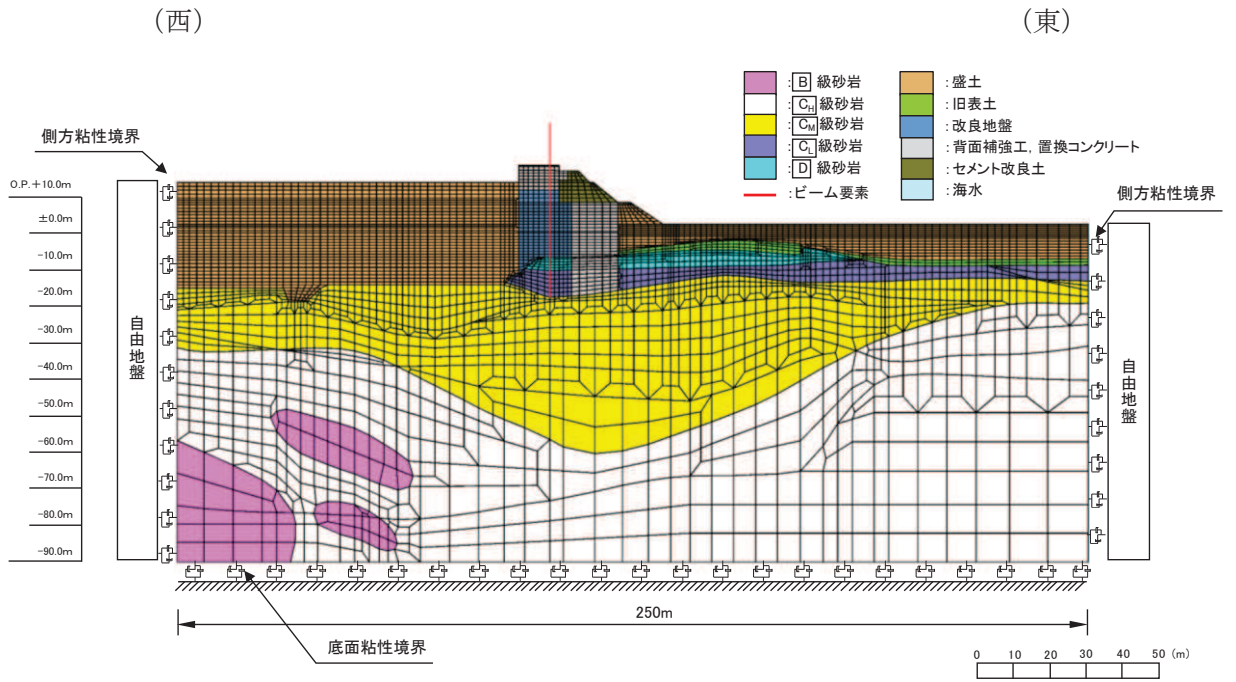 (西)
(東)
:B 級砂岩
:CH 級砂岩
:CM 級砂岩
:CL 級砂岩
:D 級砂岩
:ビーム要素
:盛土
:旧表土
:改良地盤
:背面補強工, 置換コンクリート
:セメント改良土
:海水
側方粘性境界
側方粘性境界
O.P.+10.0m
±0.0m
-10.0m
-20.0m
-30.0m
-40.0m
-50.0m
-60.0m
-70.0m
-80.0m
-90.0m
自由地盤
自由地盤
250m
底面粘性境界
0 10 20 30 40 50 (m)